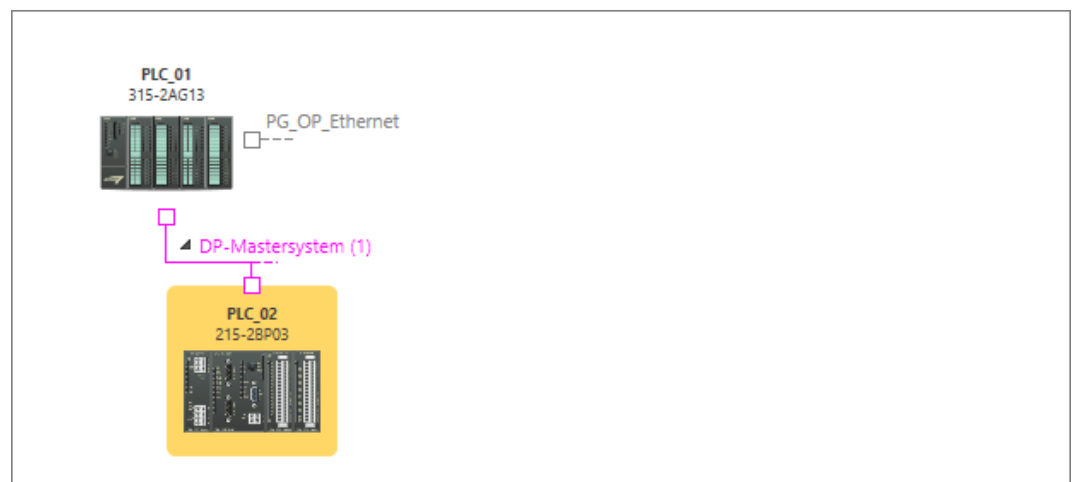 PLC_01
315-2AG13
PG_OP_Ethernet
DP-Mastersystem (1)
PLC_02
215-2BP03